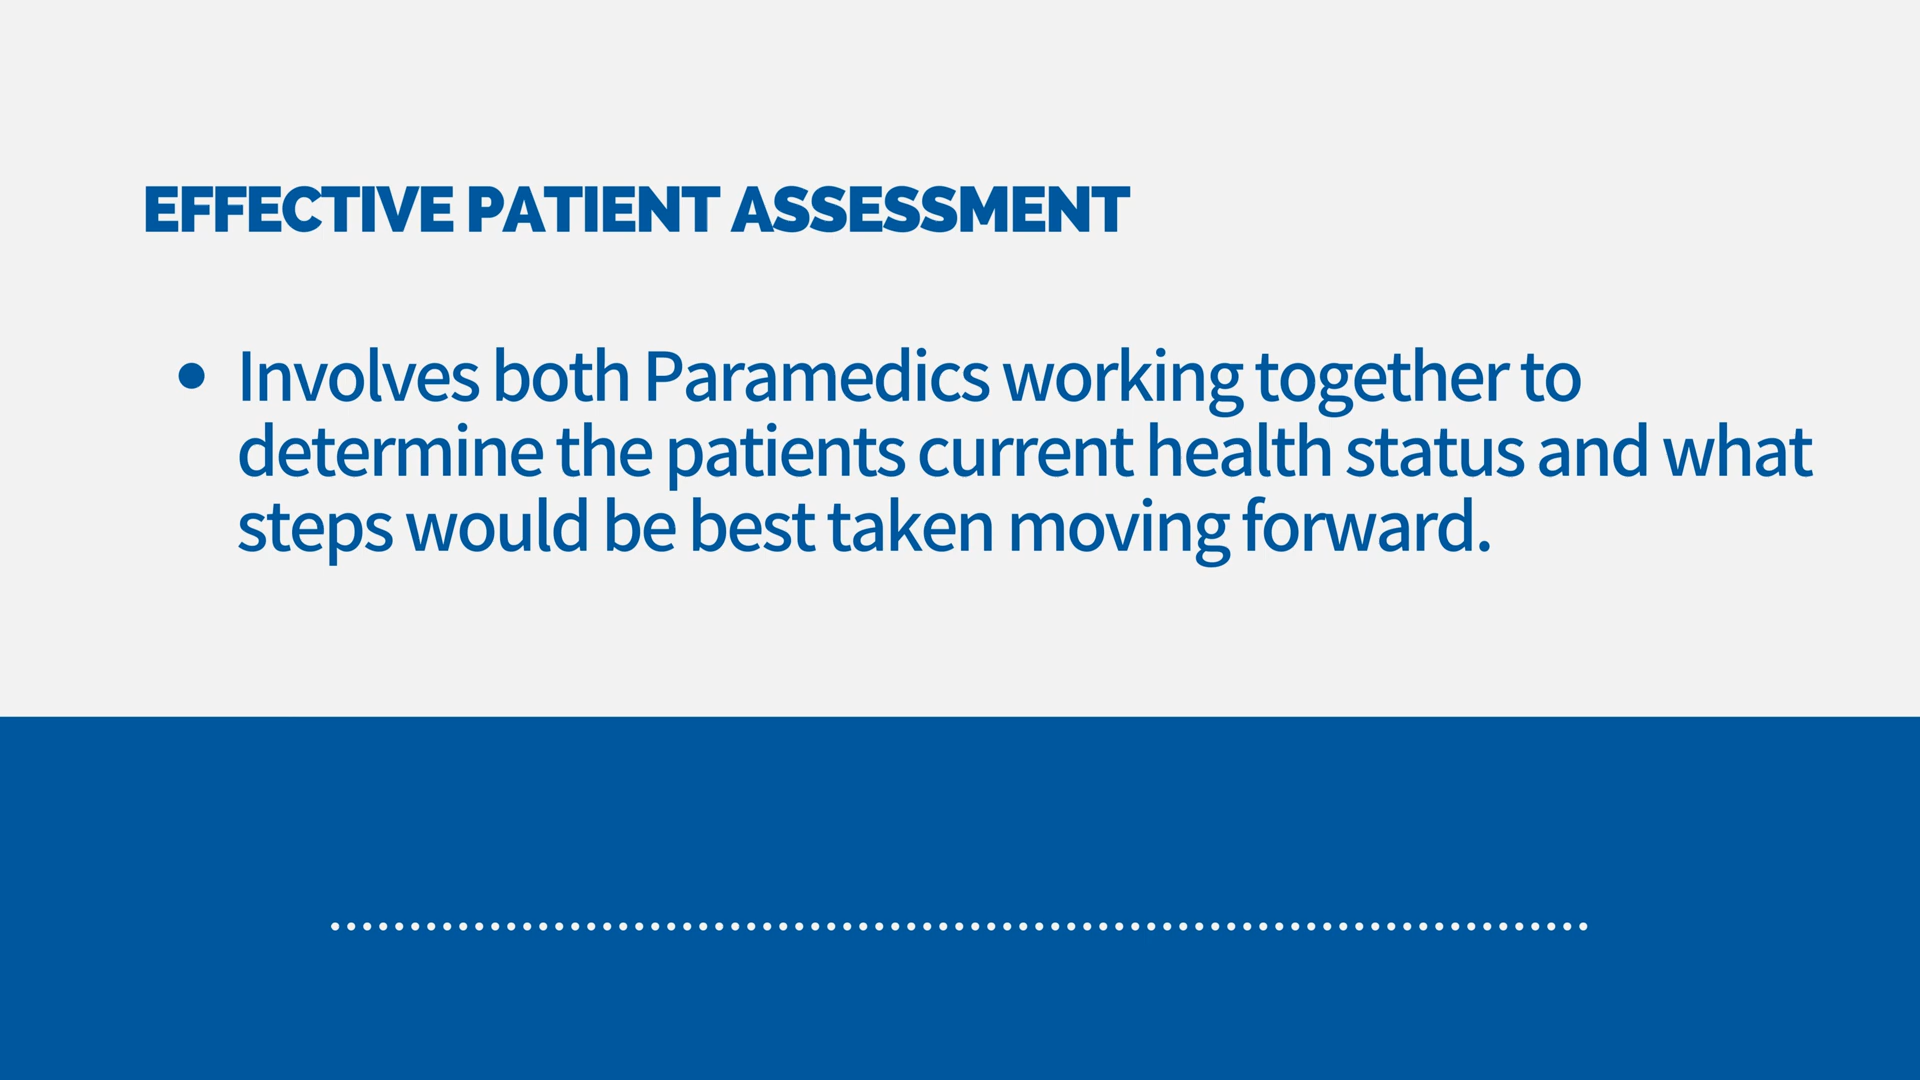 EFFECTIVE PATIENT ASSESSMENT
• Involves both Paramedics working together to
determine the patients current health status and what
steps would be best taken moving forward.